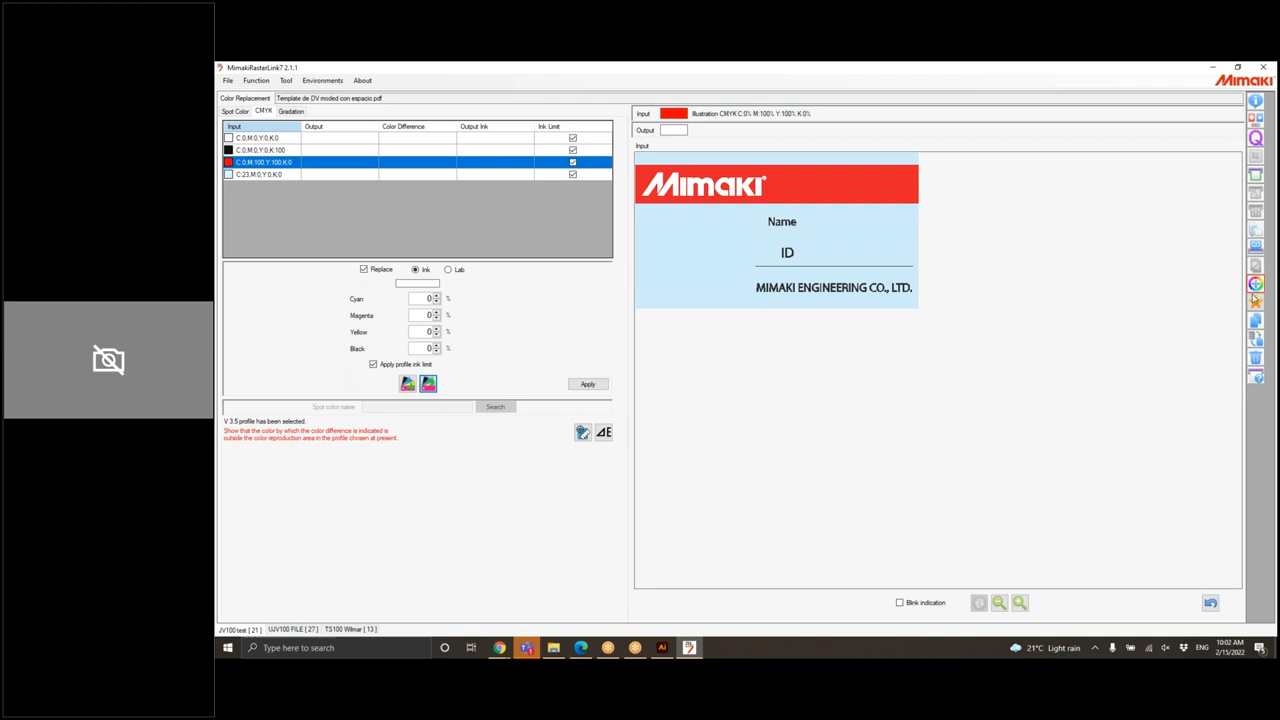 MimakiRasterLink7 2.1.1
File Function Tool Environments About
Mimaki
Color Replacement Template de DV moded con espacio.pdf
Spot Color CMYK Gradation
Input Output Color Difference Output Ink Ink Limit
C:0,M:0,Y:0,K:0
C:0,M:0,Y:0,K:100
C:0,M:100,Y:100,K:0
C:23,M:0,Y:0,K:0
Replace Ink Lab
Cyan 0 %
Magenta 0 %
Yellow 0 %
Black 0 %
Apply profile ink limit
Apply
Spot color name Search
V 3.5 profile has been selected.
Show that the color by which the color difference is indicated is
outside the color reproduction area in the profile chosen at present.
ΔE
Input Illustration CMYK C:0% M:100% Y:100% K:0%
Output
Input
Mimaki
Name
ID
MIMAKI ENGINEERING CO., LTD.
Blink indication
JV100 test [ 21 ] UJV100 FILE [ 27 ] TS100 Wilmar [ 13 ]
Type here to search
Ai
21°C Light rain
ENG
10:02 AM
2/15/2022